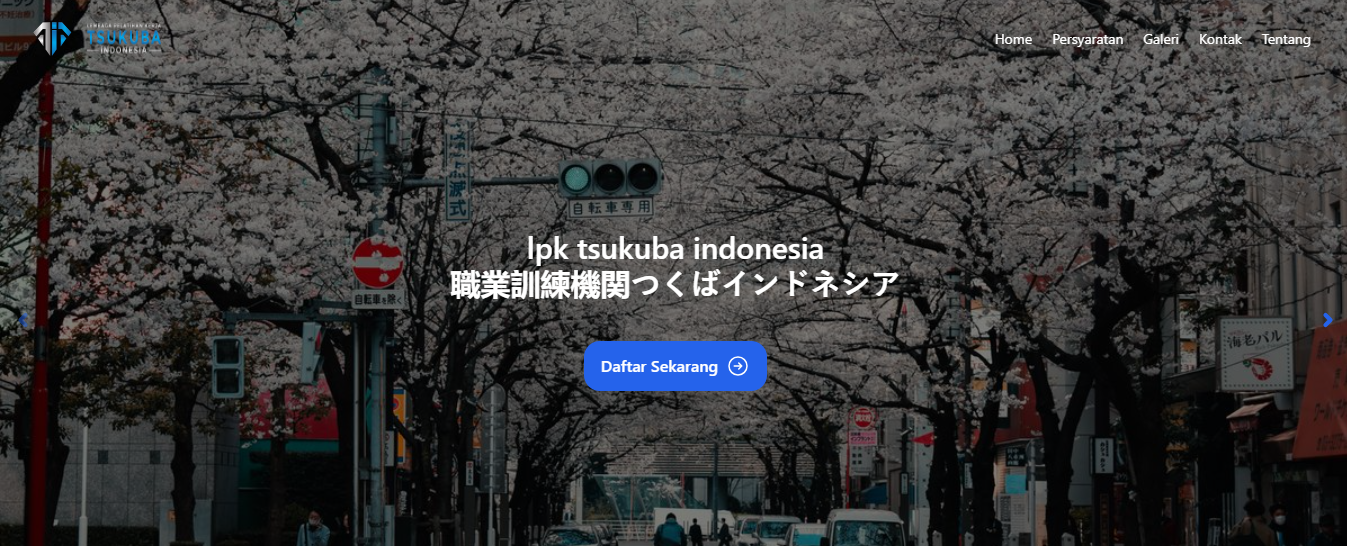 LEMBAGA PELATIHAN KERJA
TSUKUBA
INDONESIA
Home Persyaratan Galeri Kontak Tentang
自転車専用
lpk tsukuba indonesia
職業訓練機関つくばインドネシア
自転車を除く
海老バル
Daftar Sekarang